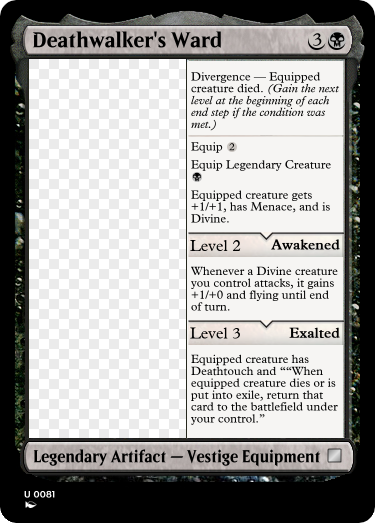 Deathwalker's Ward 3
Divergence — Equipped
creature died. (Gain the next
level at the beginning of each
end step if the condition was
met.)
Equip 2
Equip Legendary Creature
Equipped creature gets
+1/+1, has Menace, and is
Divine.
Level 2 Awakened
Whenever a Divine creature
you control attacks, it gains
+1/+0 and flying until end
of turn.
Level 3 Exalted
Equipped creature has
Deathtouch and ““When
equipped creature dies or is
put into exile, return that
card to the battlefield under
your control.”
Legendary Artifact — Vestige Equipment
U 0081